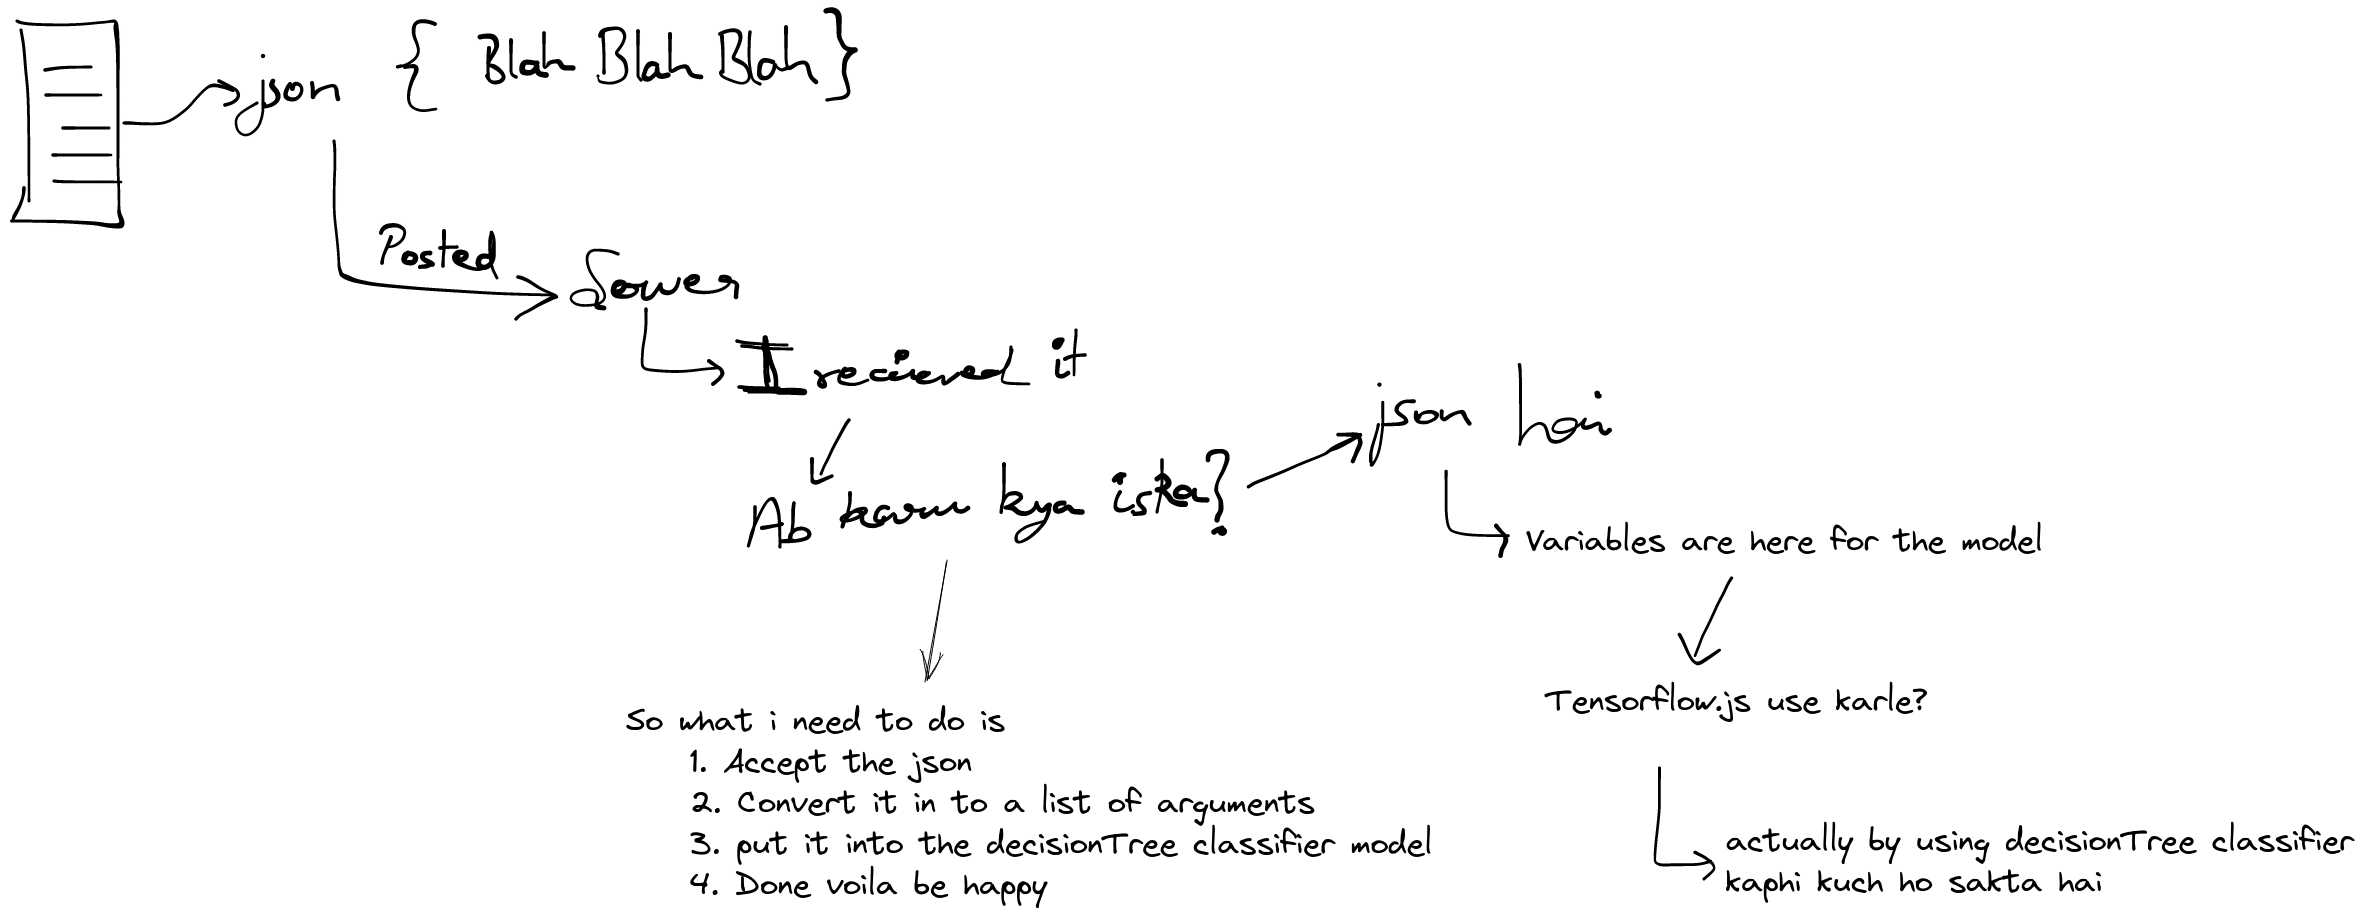 json { Blah Blah Blah }
Posted
Server
I recieved it
Ab karu kya iska?
json hai
Variables are here for the model
Tensorflow.js use karle?
actually by using decisionTree classifier
kaphi kuch ho sakta hai
So what i need to do is
1. Accept the json
2. Convert it in to a list of arguments
3. put it into the decisionTree classifier model
4. Done voila be happy